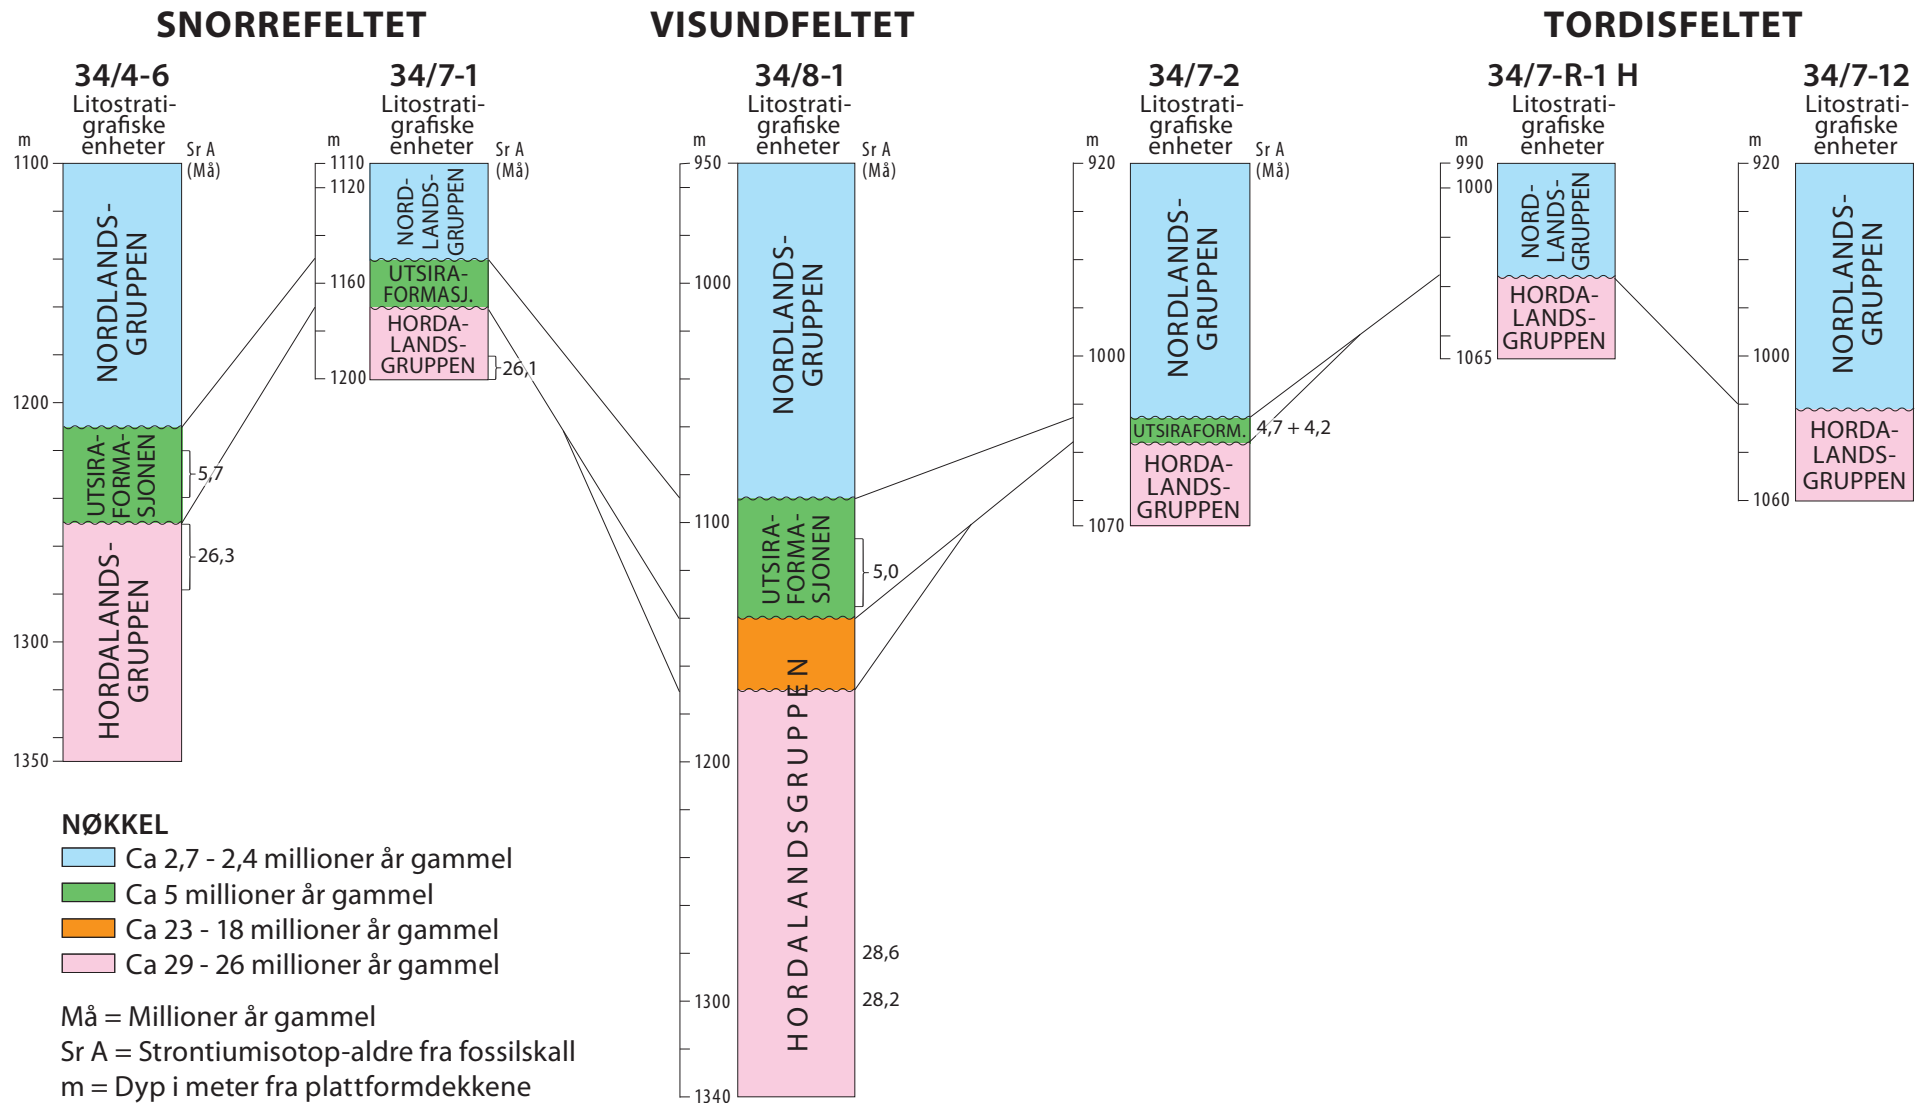 SNORREFELTET
VISUNDFELTET
TORDISFELTET
34/4-6
Litostrati-
grafiske
enheter
m
Sr A
(Må)
1100
1200
1300
1350
NORDLANDS-
GRUPPEN
UTSIRA-
FORMA-
SJONEN
HORDALANDS-
GRUPPEN
5,7
26,3
34/7-1
Litostrati-
grafiske
enheter
m
Sr A
(Må)
1110
1120
1160
1200
NORD-
LANDS-
GRUPPEN
UTSIRA-
FORMASJ.
HORDA-
LANDS-
GRUPPEN
26,1
34/8-1
Litostrati-
grafiske
enheter
m
Sr A
(Må)
950
1000
1100
1200
1300
1340
NORDLANDS-
GRUPPEN
UTSIRA-
FORMA-
SJONEN
HORDALANDSGRUPPEN
5,0
28,6
28,2
34/7-2
Litostrati-
grafiske
enheter
m
Sr A
(Må)
920
1000
1070
NORDLANDS-
GRUPPEN
UTSIRAFORM.
HORDA-
LANDS-
GRUPPEN
4,7 + 4,2
34/7-R-1 H
Litostrati-
grafiske
enheter
m
990
1000
1065
NORD-
LANDS-
GRUPPEN
HORDA-
LANDS-
GRUPPEN
34/7-12
Litostrati-
grafiske
enheter
m
920
1000
1060
NORDLANDS-
GRUPPEN
HORDA-
LANDS-
GRUPPEN
NØKKEL
Ca 2,7 - 2,4 millioner år gammel
Ca 5 millioner år gammel
Ca 23 - 18 millioner år gammel
Ca 29 - 26 millioner år gammel
Må = Millioner år gammel
Sr A = Strontiumisotop-aldre fra fossilskall
m = Dyp i meter fra plattformdekkene